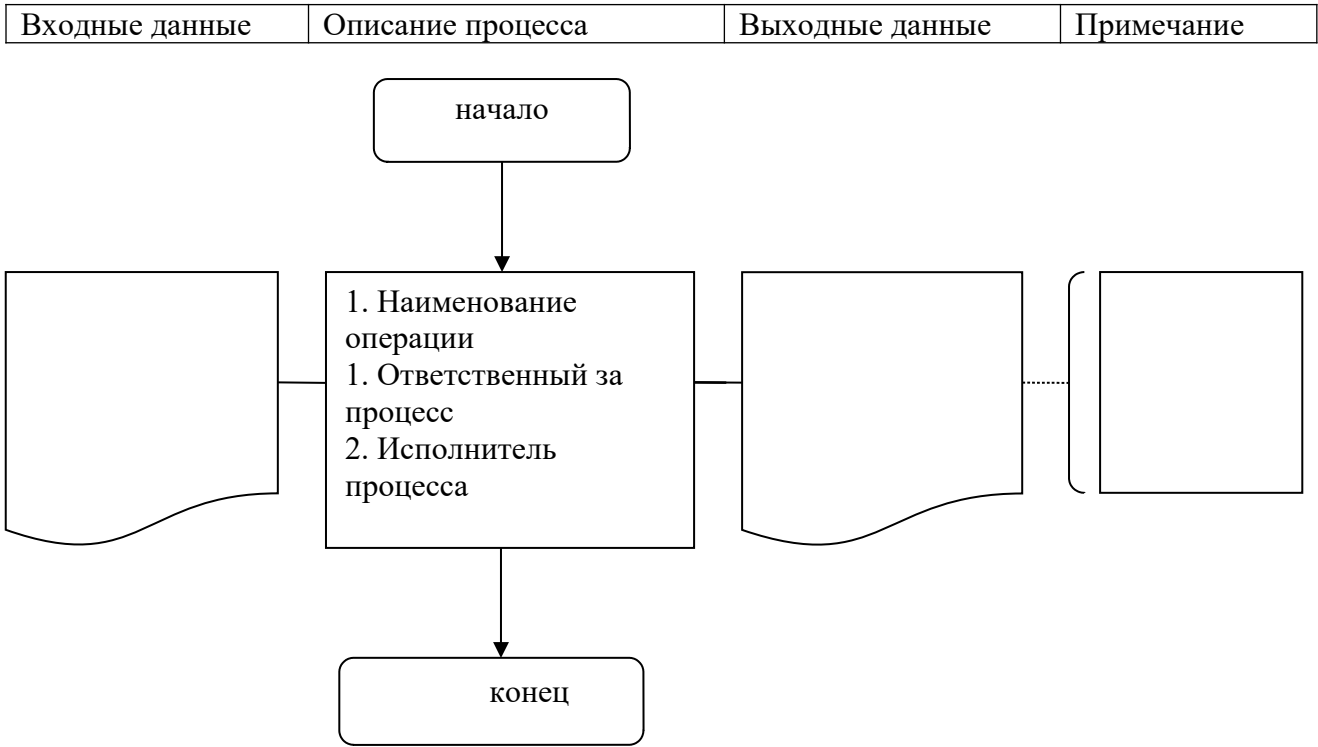 Входные данные
Описание процесса
Выходные данные
Примечание
начало
1. Наименование
операции
1. Ответственный за
процесс
2. Исполнитель
процесса
конец